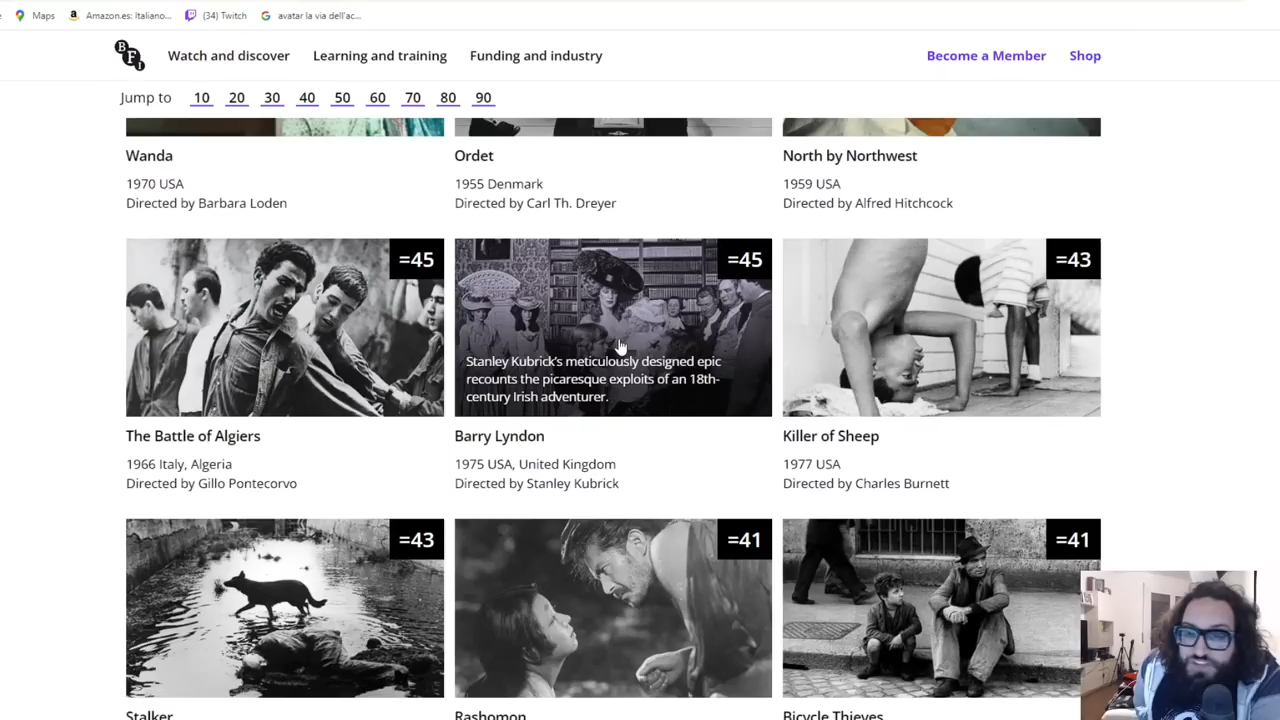 Maps
Amazon.es: Italiano...
(34) Twitch
avatar la via dell'ac...
BFI
Watch and discover
Learning and training
Funding and industry
Become a Member
Shop
Jump to
10
20
30
40
50
60
70
80
90
Wanda
1970 USA
Directed by Barbara Loden
Ordet
1955 Denmark
Directed by Carl Th. Dreyer
North by Northwest
1959 USA
Directed by Alfred Hitchcock
=45
The Battle of Algiers
1966 Italy, Algeria
Directed by Gillo Pontecorvo
=45
Stanley Kubrick's meticulously designed epic
recounts the picaresque exploits of an 18th-
century Irish adventurer.
Barry Lyndon
1975 USA, United Kingdom
Directed by Stanley Kubrick
=43
Killer of Sheep
1977 USA
Directed by Charles Burnett
=43
Stalker
=41
Rashomon
=41
Bicycle Thieves